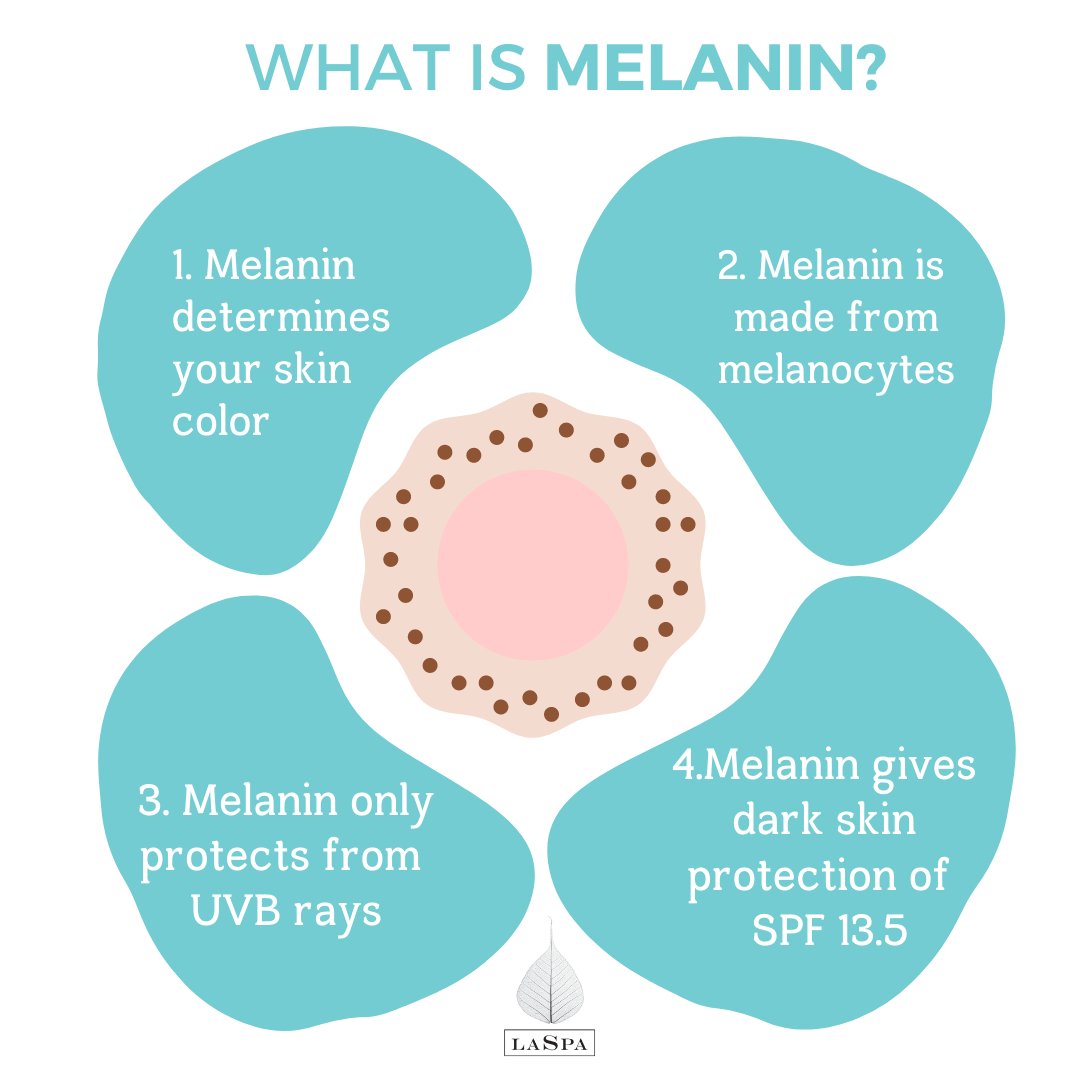 WHAT IS MELANIN?
1. Melanin
determines
your skin
color
2. Melanin is
made from
melanocytes
3. Melanin only
protects from
UVB rays
4.Melanin gives
dark skin
protection of
SPF 13.5
LASPA